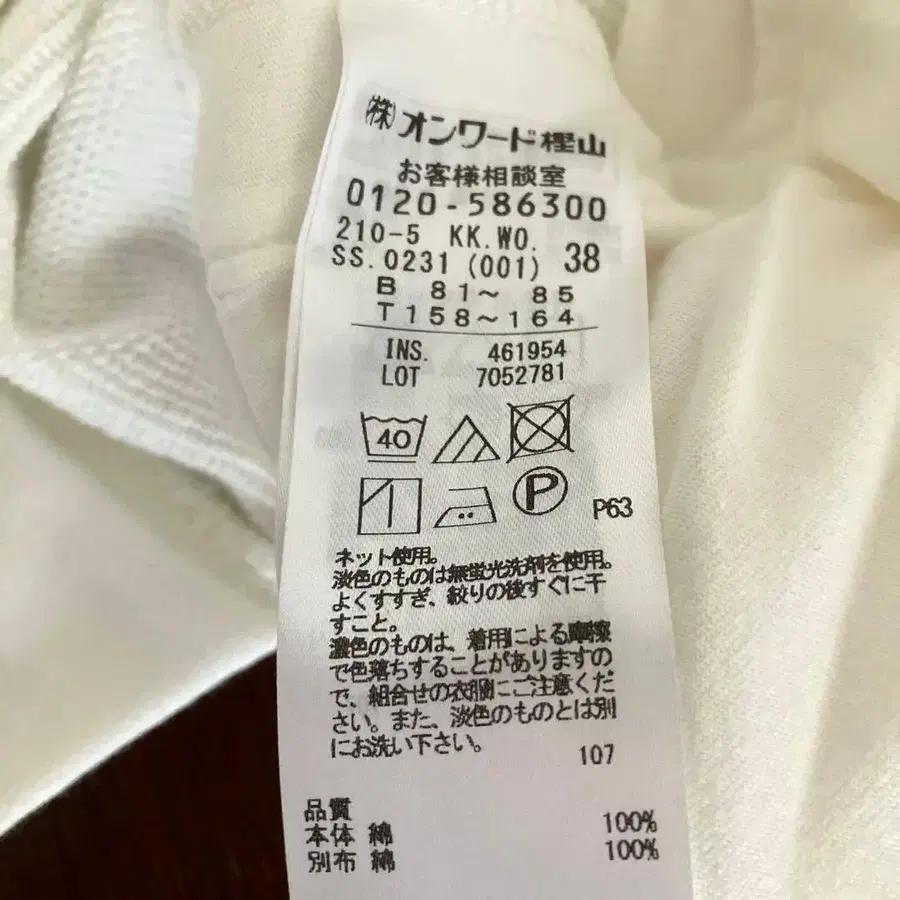 ㈱オンワード樫山
お客様相談室
0120-586300
210-5 KK.WO.
SS.0231 (001) 38
B 81～ 85
T 158～164
INS. 461954
LOT 7052781
40
P P63
ネット使用。
淡色のものは無蛍光洗剤を使用。
よくすすぎ、絞りの後すぐに干
すこと。
濃色のものは、着用による摩擦
で色落ちすることがありますの
で、組合せの衣服にご注意くだ
さい。また、淡色のものとは別
にお洗い下さい。
107
品質
本体 綿 100%
別布 綿 100%